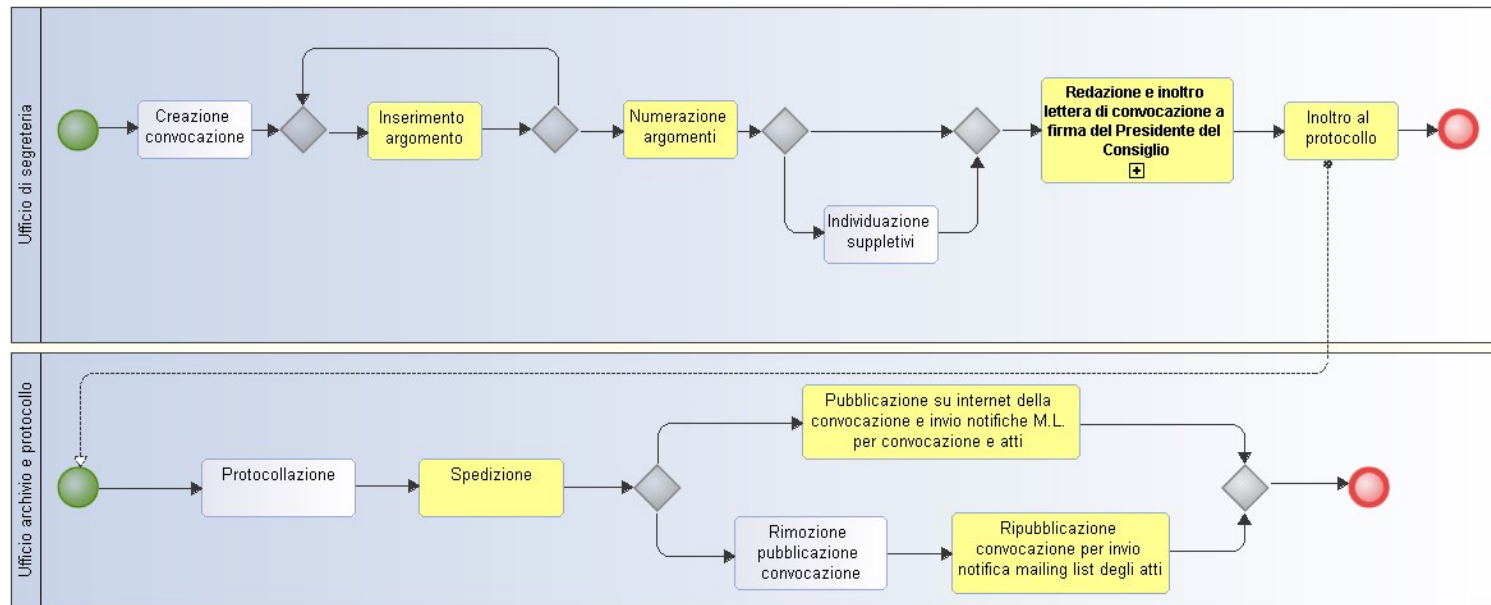 Ufficio di segreteria
Creazione
convocazione
Inserimento
argomento
Numerazione
argomenti
Individuazione
suppletivi
Redazione e inoltro
lettera di convocazione a
firma del Presidente del
Consiglio
Inoltro al
protocollo
Ufficio archivio e protocollo
Protocollazione
Spedizione
Pubblicazione su internet della
convocazione e invio notifiche M.L.
per convocazione e atti
Rimozione
pubblicazione
convocazione
Ripubblicazione
convocazione per invio
notifica mailing list degli atti